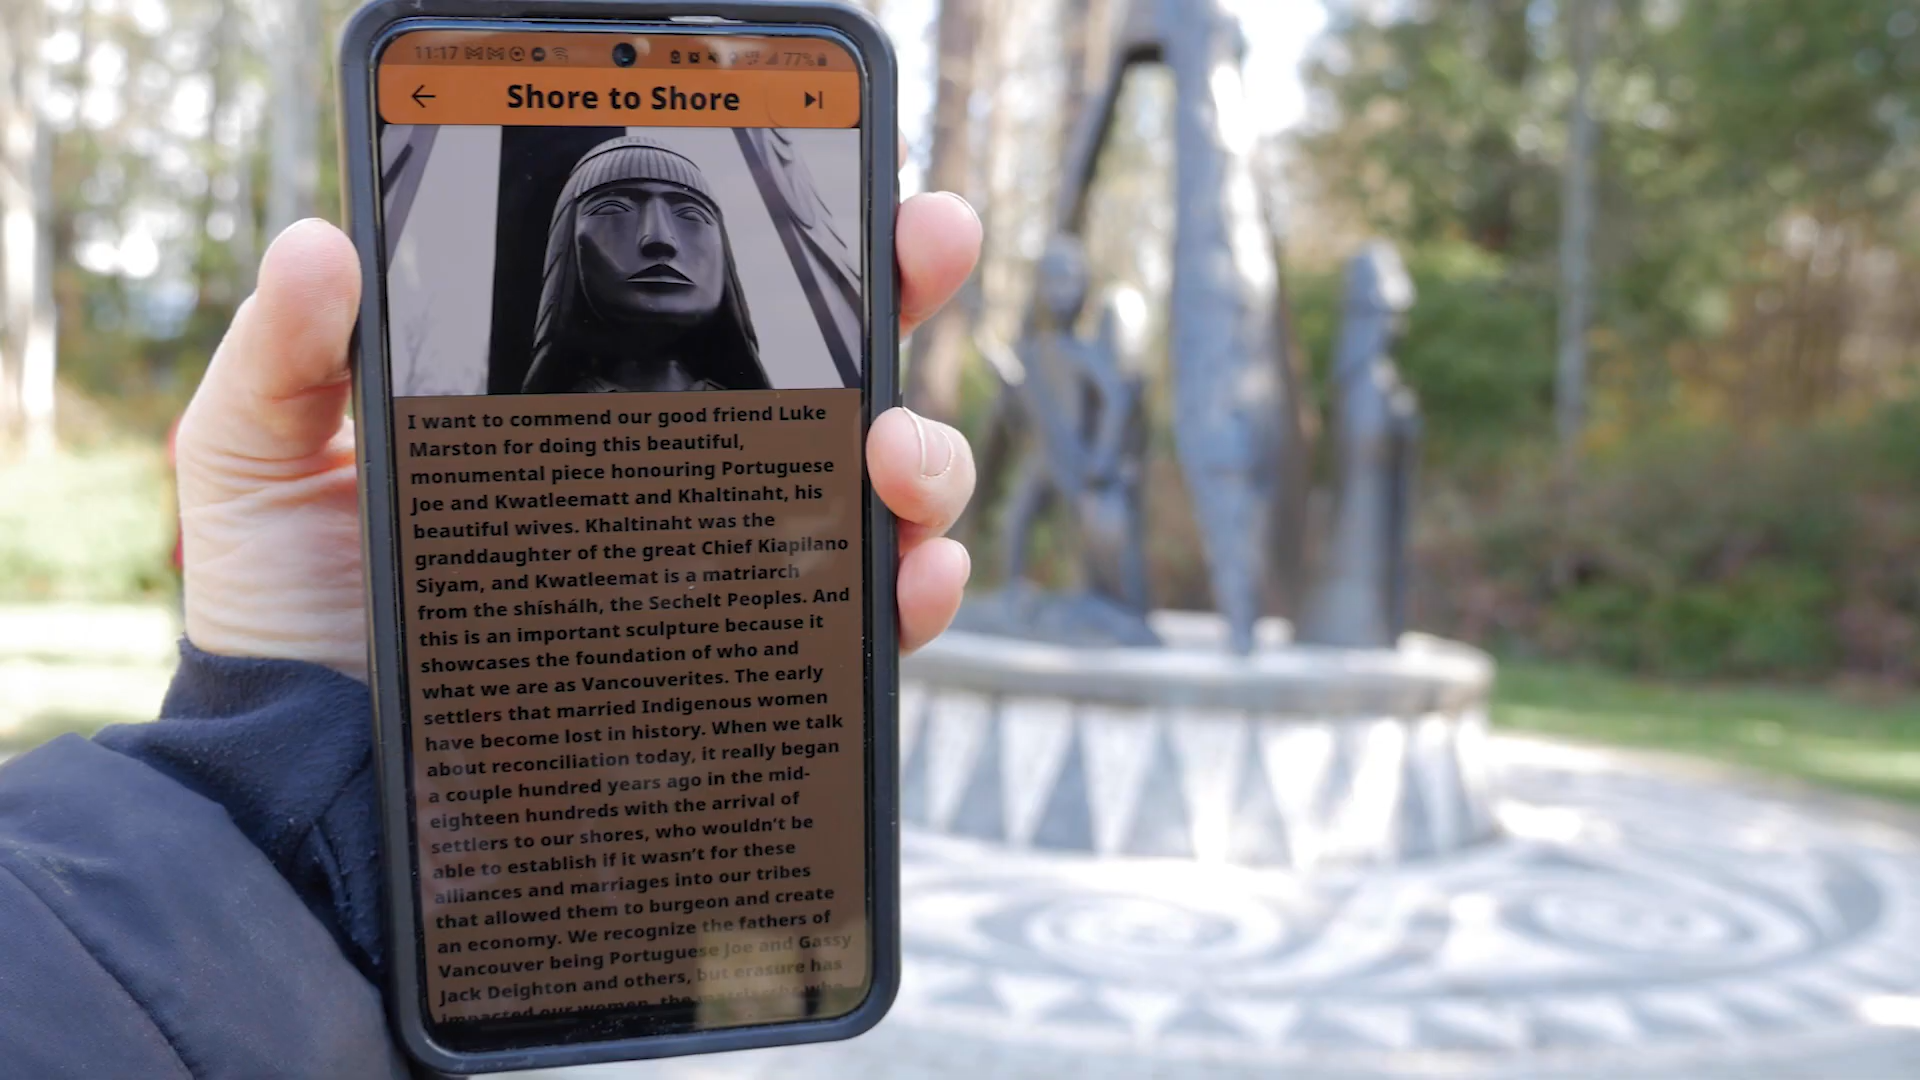 11:17
77%
Shore to Shore
I want to commend our good friend Luke
Marston for doing this beautiful,
monumental piece honouring Portuguese
Joe and Kwatleematt and Khaltinaht, his
beautiful wives. Khaltinaht was the
granddaughter of the great Chief Kiapilano
Siyam, and Kwatleemat is a matriarch
from the shíshálh, the Sechelt Peoples. And
this is an important sculpture because it
showcases the foundation of who and
what we are as Vancouverites. The early
settlers that married Indigenous women
have become lost in history. When we talk
about reconciliation today, it really began
a couple hundred years ago in the mid-
eighteen hundreds with the arrival of
settlers to our shores, who wouldn't be
able to establish if it wasn't for these
alliances and marriages into our tribes
that allowed them to burgeon and create
an economy. We recognize the fathers of
Vancouver being Portuguese Joe and Gassy
Jack Deighton and others, but erasure has
impacted our women, the matriarchs who